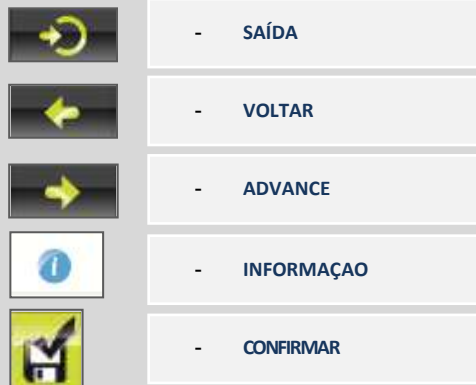 - SAÍDA
- VOLTAR
- ADVANCE
- INFORMAÇAO
- CONFIRMAR